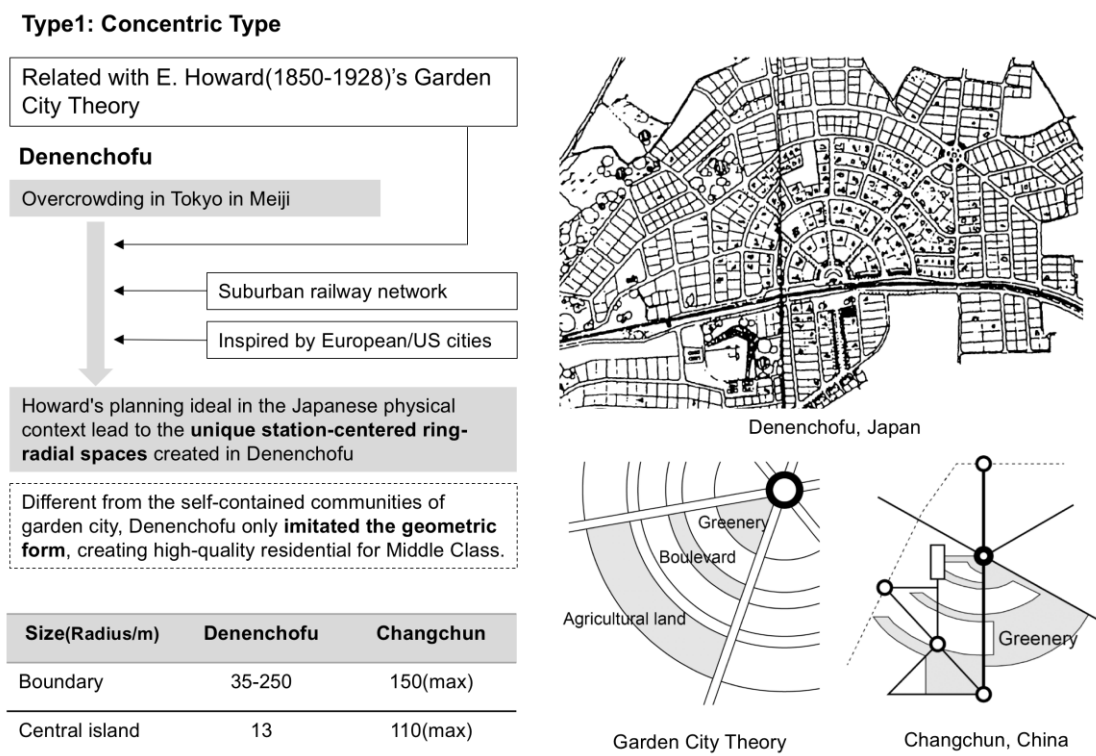 Type1: Concentric Type
Related with E. Howard(1850-1928)'s Garden
City Theory
Denenchofu
Overcrowding in Tokyo in Meiji
Suburban railway network
Inspired by European/US cities
Howard's planning ideal in the Japanese physical
context lead to the unique station-centered ring-
radial spaces created in Denenchofu
Different from the self-contained communities of
garden city, Denenchofu only imitated the geometric
form, creating high-quality residential for Middle Class.
Size(Radius/m) Denenchofu Changchun
Boundary 35-250 150(max)
Central island 13 110(max)
Denenchofu, Japan
Greenery
Boulevard
Agricultural land
Garden City Theory
Greenery
Changchun, China